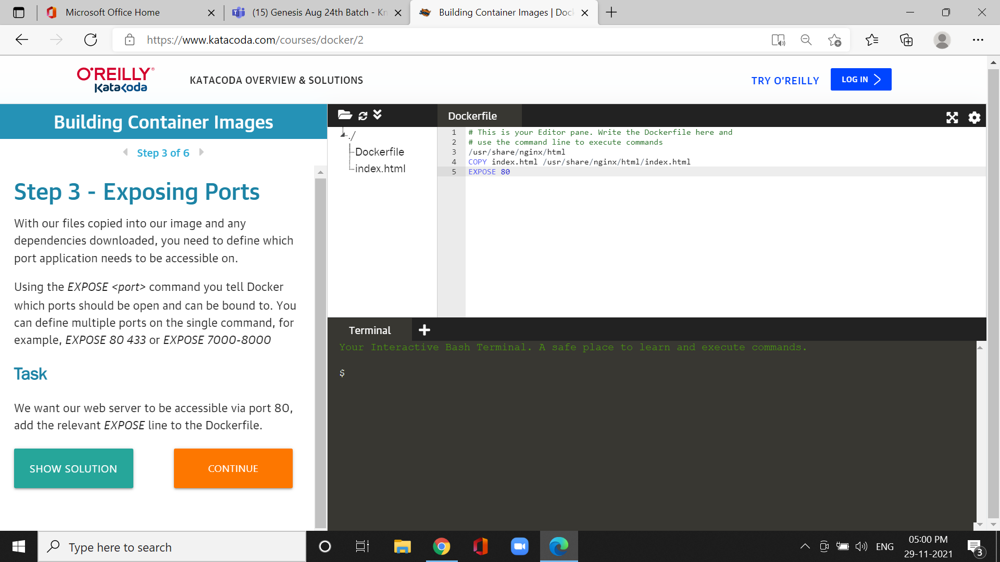 Microsoft Office Home
(15) Genesis Aug 24th Batch - Kn
Building Container Images | Doc
https://www.katacoda.com/courses/docker/2
O'REILLY®
Katacoda
KATACODA OVERVIEW & SOLUTIONS
TRY O'REILLY
LOG IN
Building Container Images
Step 3 of 6
Step 3 - Exposing Ports
With our files copied into our image and any
dependencies downloaded, you need to define which
port application needs to be accessible on.
Using the EXPOSE <port> command you tell Docker
which ports should be open and can be bound to. You
can define multiple ports on the single command, for
example, EXPOSE 80 433 or EXPOSE 7000-8000
Task
We want our web server to be accessible via port 80,
add the relevant EXPOSE line to the Dockerfile.
SHOW SOLUTION
CONTINUE
./
Dockerfile
index.html
Dockerfile
1 # This is your Editor pane. Write the Dockerfile here and
2 # use the command line to execute commands
3 /usr/share/nginx/html
4 COPY index.html /usr/share/nginx/html/index.html
5 EXPOSE 80
Terminal
Your Interactive Bash Terminal. A safe place to learn and execute commands.
$
Type here to search
ENG
05:00 PM
29-11-2021
3